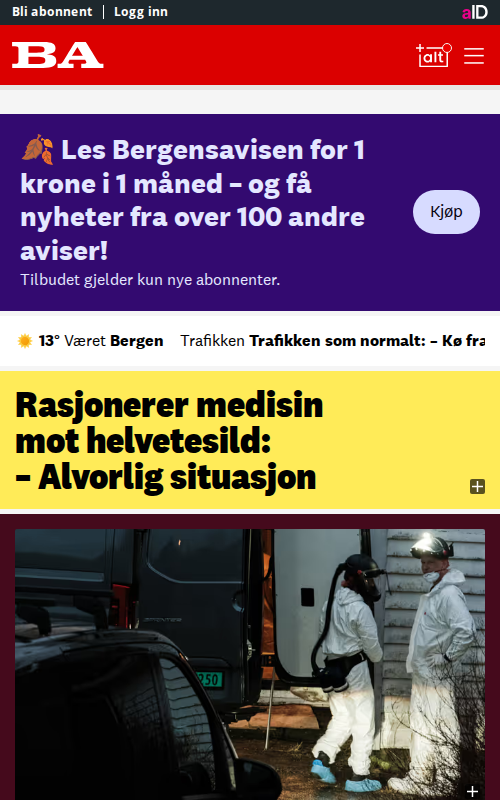 Bli abonnent | Logg inn
aID
BA
+alt
🍂 Les Bergensavisen for 1
krone i 1 måned – og få
nyheter fra over 100 andre
aviser!
Tilbudet gjelder kun nye abonnenter.
Kjøp
13° Været Bergen Trafikken Trafikken som normalt: – Kø fra
Rasjonerer medisin
mot helvetesild:
– Alvorlig situasjon